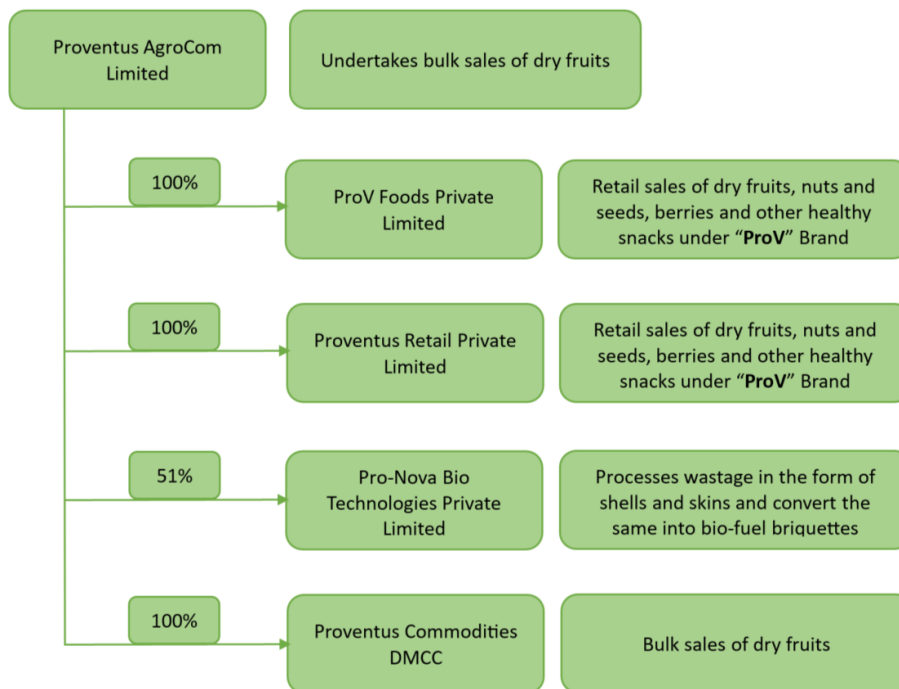 Proventus AgroCom
Limited
Undertakes bulk sales of dry fruits
100%
ProV Foods Private
Limited
Retail sales of dry fruits, nuts and
seeds, berries and other healthy
snacks under “ProV” Brand
100%
Proventus Retail Private
Limited
Retail sales of dry fruits, nuts and
seeds, berries and other healthy
snacks under “ProV” Brand
51%
Pro-Nova Bio
Technologies Private
Limited
Processes wastage in the form of
shells and skins and convert the
same into bio-fuel briquettes
100%
Proventus Commodities
DMCC
Bulk sales of dry fruits